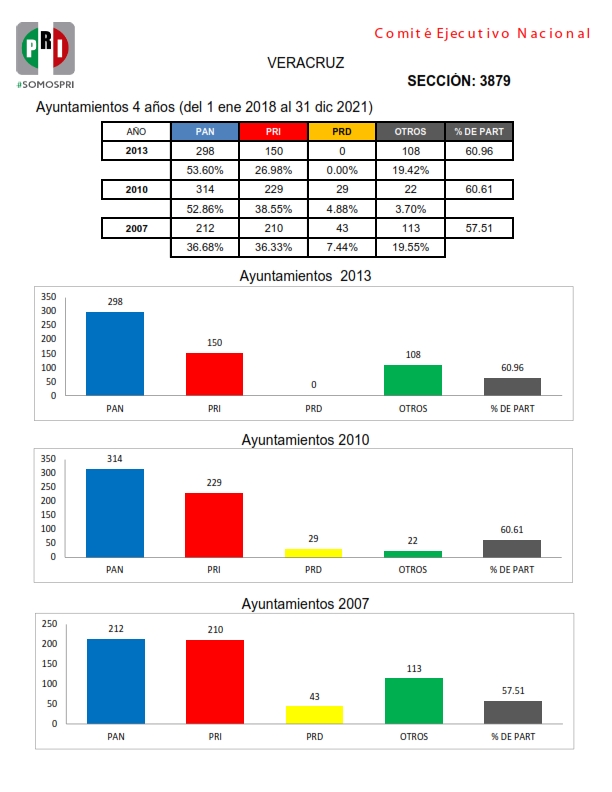 Comité Ejecutivo Nacional
PRI
#SOMOSPRI
VERACRUZ
SECCIÓN: 3879
Ayuntamientos 4 años (del 1 ene 2018 al 31 dic 2021)
AÑO PAN PRI PRD OTROS % DE PART
2013 298 150 0 108 60.96
53.60% 26.98% 0.00% 19.42%
2010 314 229 29 22 60.61
52.86% 38.55% 4.88% 3.70%
2007 212 210 43 113 57.51
36.68% 36.33% 7.44% 19.55%
Ayuntamientos 2013
350
300
250
200
150
100
50
0
298
150
0
108
60.96
PAN PRI PRD OTROS % DE PART
Ayuntamientos 2010
350
300
250
200
150
100
50
0
314
229
29
22
60.61
PAN PRI PRD OTROS % DE PART
Ayuntamientos 2007
250
200
150
100
50
0
212
210
43
113
57.51
PAN PRI PRD OTROS % DE PART